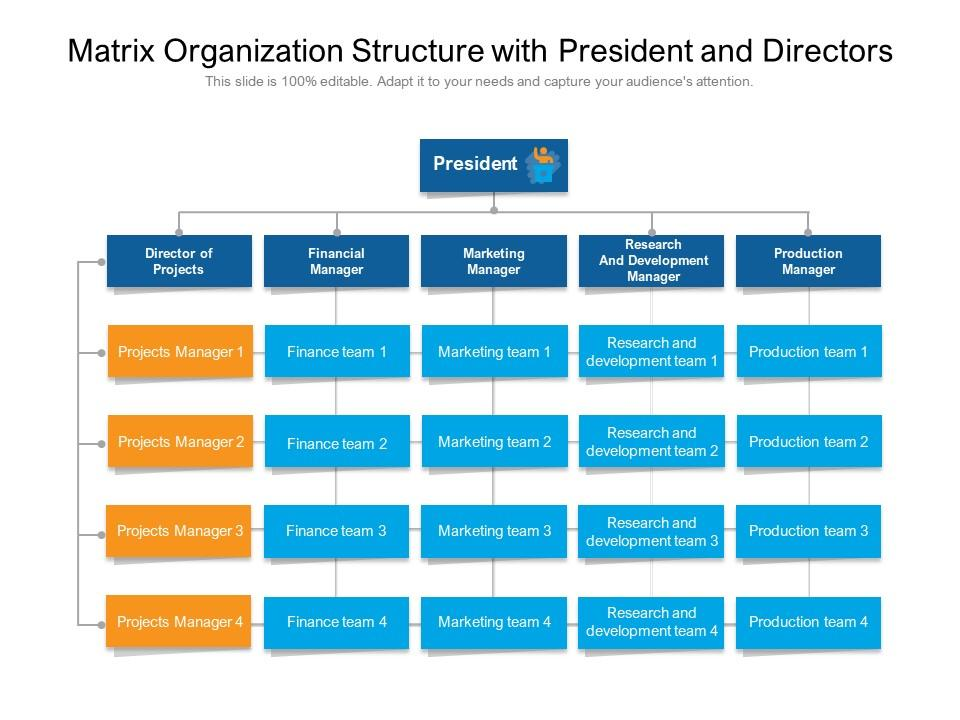 Matrix Organization Structure with President and Directors
This slide is 100% editable. Adapt it to your needs and capture your audience's attention.
President
Director of
Projects
Financial
Manager
Marketing
Manager
Research
And Development
Manager
Production
Manager
Projects Manager 1
Finance team 1
Marketing team 1
Research and
development team 1
Production team 1
Projects Manager 2
Finance team 2
Marketing team 2
Research and
development team 2
Production team 2
Projects Manager 3
Finance team 3
Marketing team 3
Research and
development team 3
Production team 3
Projects Manager 4
Finance team 4
Marketing team 4
Research and
development team 4
Production team 4